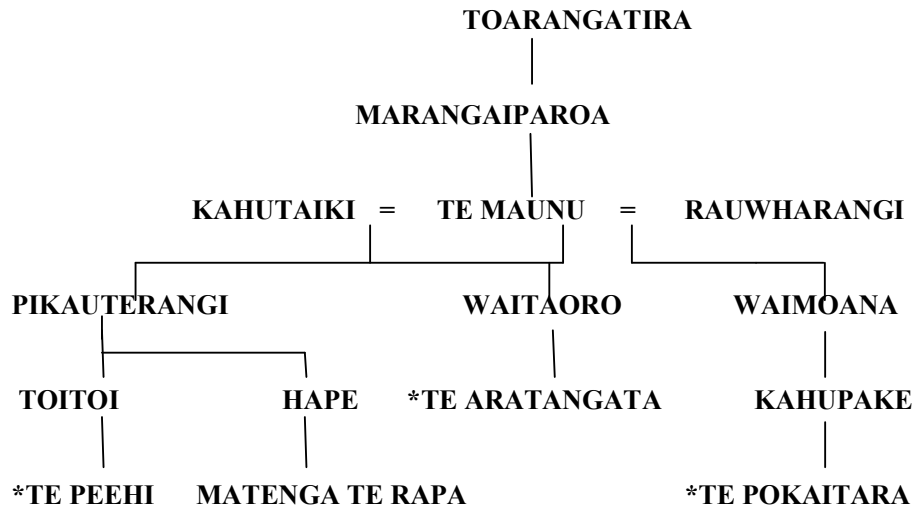 TOARANGATIRA
MARANGAIPAROA
KAHUTAIKI = TE MAUNU = RAUWHARANGI
PIKAUTERANGI WAITAORO WAIMOANA
TOITOI HAPE *TE ARATANGATA KAHUPAKE
*TE PEEHI MATENGA TE RAPA *TE POKAITARA